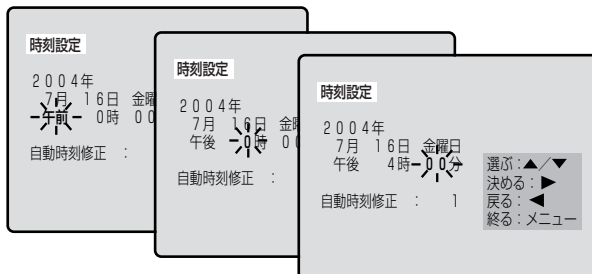 時刻設定
2004年
7月 16日 金曜
午前 0時 00
自動時刻修正 :
時刻設定
2004年
7月 16日 金曜
午後 0時 00
自動時刻修正 :
時刻設定
2004年
7月 16日 金曜日
午後 4時 00分
自動時刻修正 : 1
選ぶ:▲/▼
決める:▶
戻る:◀
終る:メニュー